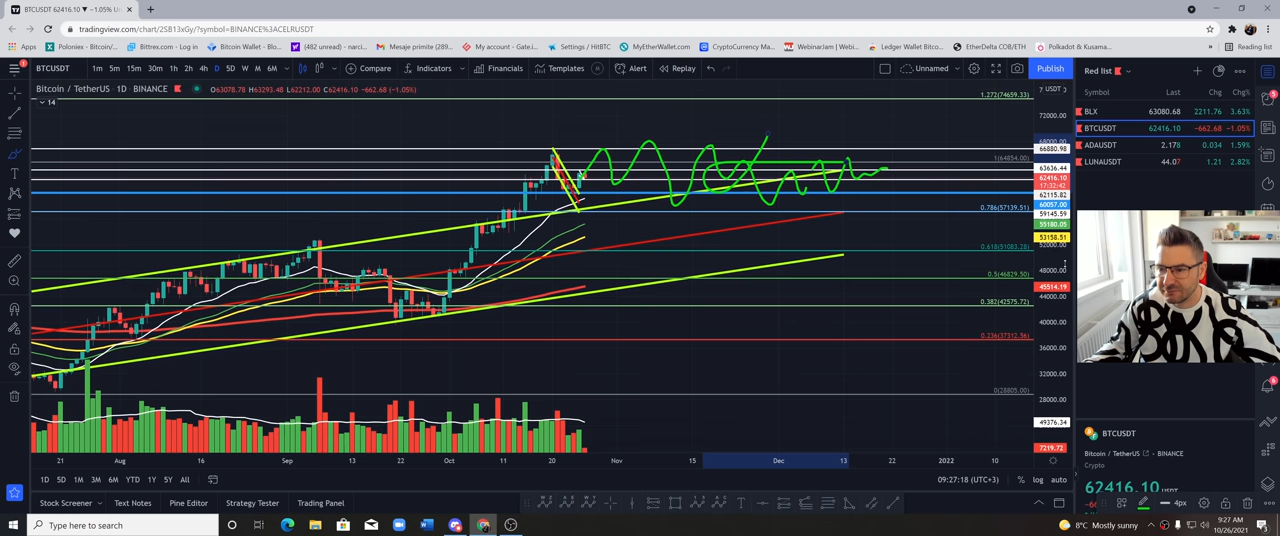 BTCUSDT 62416.10 ▼ −1.05% U
tradingview.com/chart/2SB13xGy/?symbol=BINANCE%3ACELRUSDT
Apps Poloniex - Bitcoin/... Bittrex.com - Log in Bitcoin Wallet - Blo... (482 unread) - narci... Mesaje primite (289... My account - Gate.i... Settings / HitBTC MyEtherWallet.com CryptoCurrency Ma... WebinarJam | Webi... Ledger Wallet Bitco... EtherDelta COB/ETH Polkadot & Kusama... » Reading list
BTCUSDT 1m 5m 15m 30m 1h 2h 4h D 5D W M 6M Compare Indicators Financials Templates Alert Replay Unnamed Publish Red list
Bitcoin / TetherUS · 1D · BINANCE O63078.78 H63293.48 L62212.00 C62416.10 −662.68 (−1.05%)
14
USDT
Symbol Last Chg Chg%
BLX 63080.68 2211.76 3.63%
BTCUSDT 62416.10 −662.68 −1.05%
ADAUSDT 2.178 0.034 1.59%
LUNAUSDT 44.07 1.21 2.82%
1.272(74659.33)
72000.00
68000.00
66880.98
1(64854.00)
63636.44
62416.10
17:32:42
62115.82
60057.00
0.786(57139.51)
59145.59
55180.05
53158.51
52000.00
0.618(51083.28)
48000.00
0.5(46829.50)
45514.19
44000.00
0.382(42575.72)
40000.00
0.236(37312.56)
36000.00
32000.00
28000.00
0(28805.00)
49376.34
7219.72
21 Aug 16 Sep 13 22 Oct 11 20 Nov 15 Dec 13 22 2022 10
1D 5D 1M 3M 6M YTD 1Y 5Y All 09:27:18 (UTC+3) % log auto
BTCUSDT
Bitcoin / TetherUS BINANCE
Crypto
62416.10 USDT
Stock Screener Text Notes Pine Editor Strategy Tester Trading Panel
4px
Type here to search
8°C Mostly sunny
9:27 AM
10/26/2021